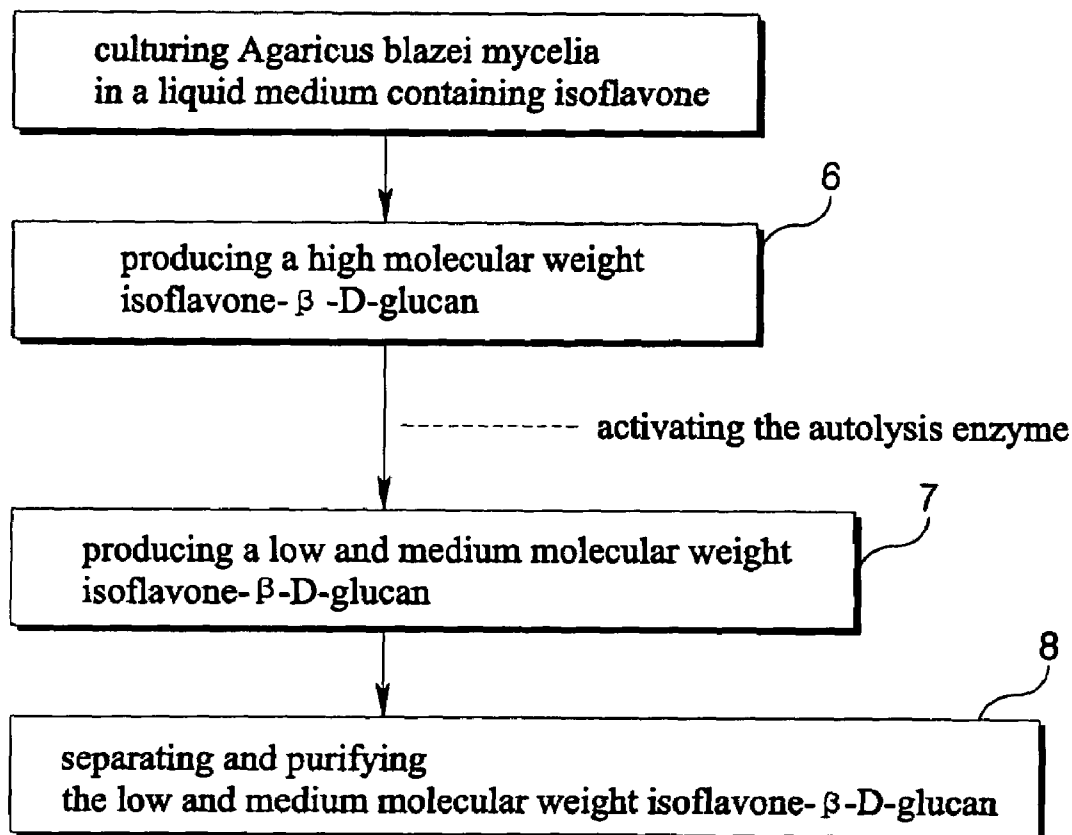 culturing Agaricus blazei mycelia
in a liquid medium containing isoflavone
6
producing a high molecular weight
isoflavone- β -D-glucan
activating the autolysis enzyme
7
producing a low and medium molecular weight
isoflavone- β-D-glucan
8
separating and purifying
the low and medium molecular weight isoflavone- β-D-glucan